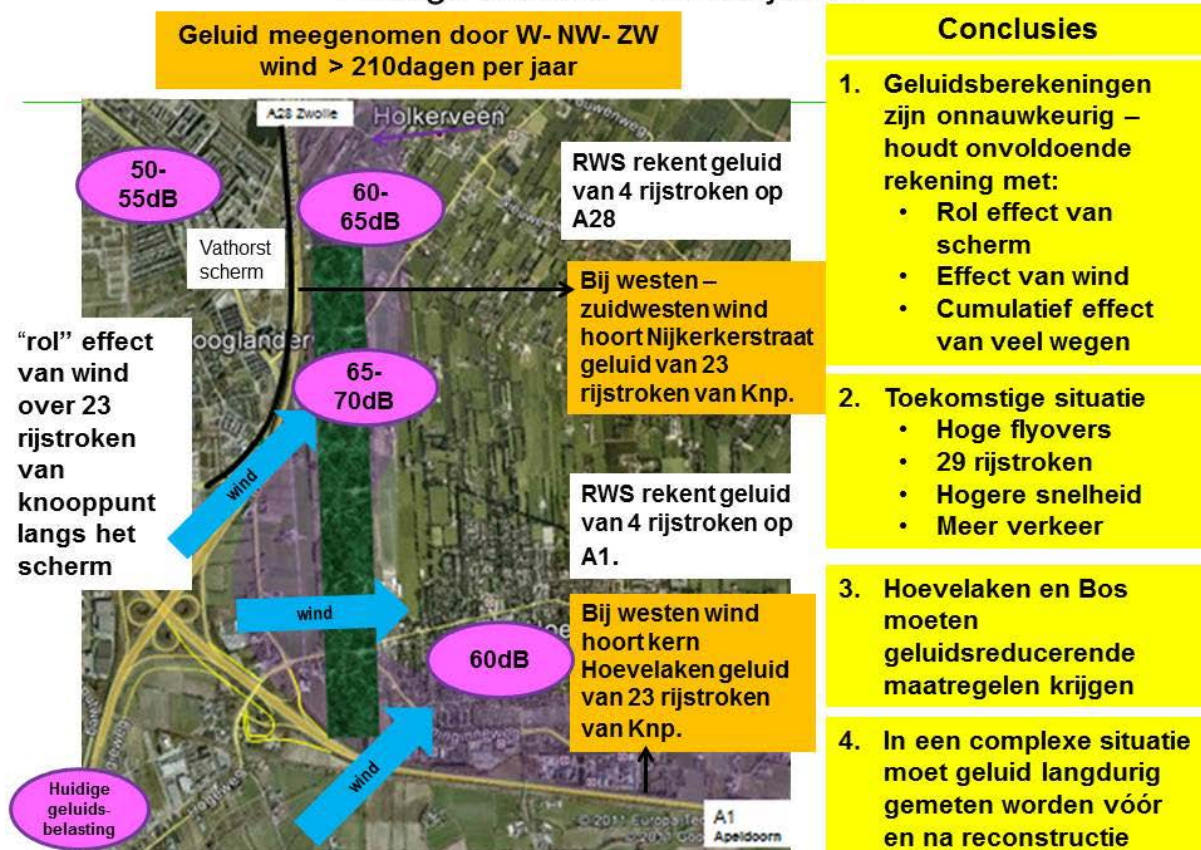 Geluid meegenomen door W- NW- ZW
wind > 210dagen per jaar
A28 Zwolle
Holkerveen
50-
55dB
60-
65dB
RWS rekent geluid
van 4 rijstroken op
A28
Vathorst
scherm
Bij westen –
zuidwesten wind
hoort Nijkerkerstraat
geluid van 23
rijstroken van Knp.
“rol” effect
van wind
over 23
rijstroken
van
knooppunt
langs het
scherm
65-
70dB
wind
RWS rekent geluid
van 4 rijstroken op
A1.
wind
60dB
Bij westen wind
hoort kern
Hoevelaken geluid
van 23 rijstroken
van Knp.
wind
Huidige
geluids-
belasting
A1
Apeldoorn
Conclusies
1. Geluidsberekeningen
zijn onnauwkeurig –
houdt onvoldoende
rekening met:
• Rol effect van
scherm
• Effect van wind
• Cumulatief effect
van veel wegen
2. Toekomstige situatie
• Hoge flyovers
• 29 rijstroken
• Hogere snelheid
• Meer verkeer
3. Hoevelaken en Bos
moeten
geluidsreducerende
maatregelen krijgen
4. In een complexe situatie
moet geluid langdurig
gemeten worden vóór
en na reconstructie